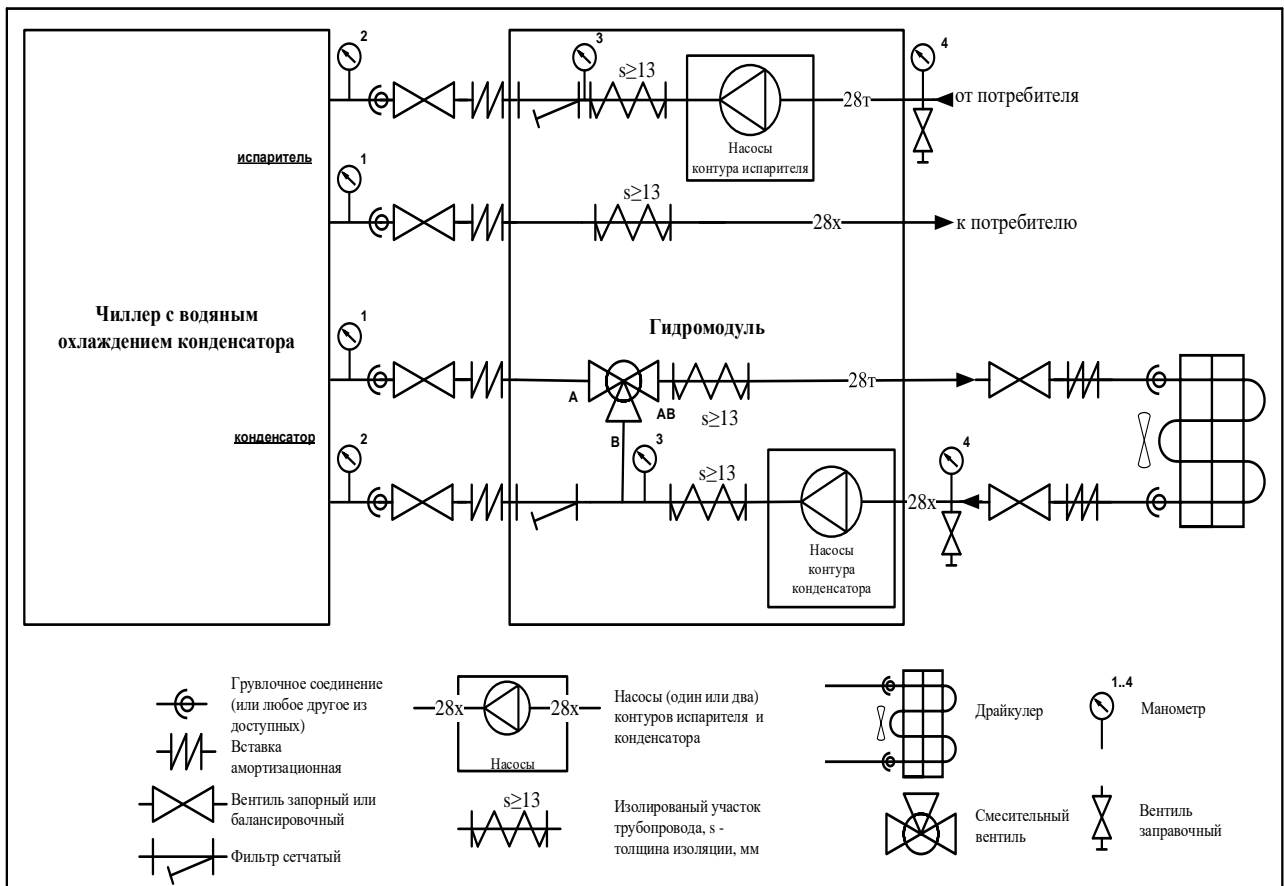 2
3
4
s≥13
28т
от потребителя
Насосы
контура испарителя
испаритель
1
s≥13
28х
к потребителю
Чиллер с водяным
охлаждением конденсатора
1
Гидромодуль
28т
A
AB
s≥13
B
конденсатор
2
3
4
s≥13
28х
Насосы
контура
конденсатора
Грувлочное соединение
(или любое другое из
доступных)
Вставка
амортизационная
Вентиль запорный или
балансировочный
Фильтр сетчатый
28х
28х
Насосы
Насосы (один или два)
контуров испарителя и
конденсатора
s≥13
Изолированый участок
трубопровода, s -
толщина изоляции, мм
Драйкулер
Смесительный
вентиль
1..4
Манометр
Вентиль
заправочный